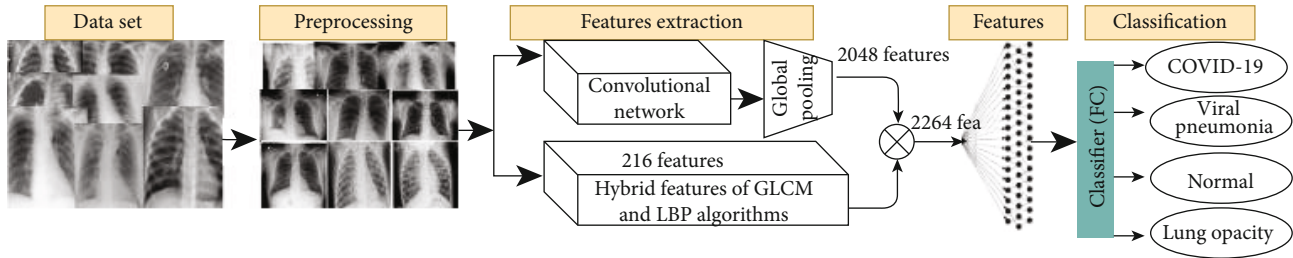 Data set
Preprocessing
Features extraction
Features
Classification
Convolutional
network
Global
pooling
2048 features
216 features
Hybrid features of GLCM
and LBP algorithms
2264 fea
Classifier (FC)
COVID-19
Viral
pneumonia
Normal
Lung opacity